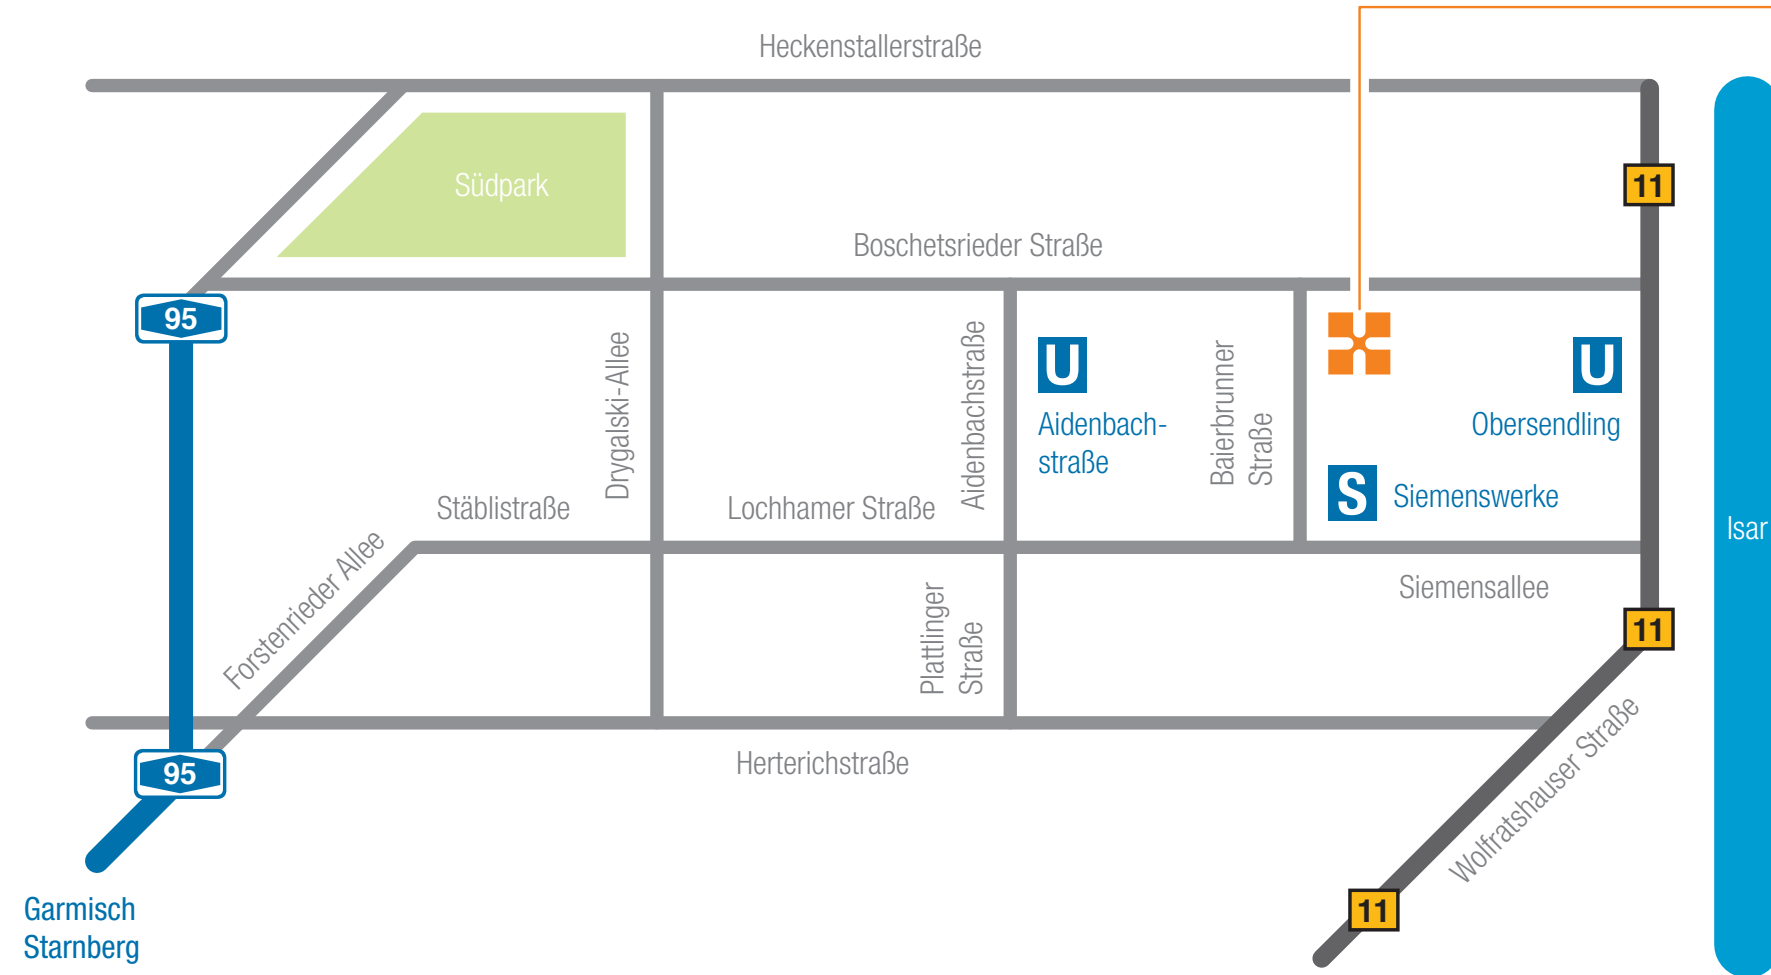 Heckenstallerstraße
Südpark
11
Boschetsrieder Straße
95
Drygalski-Allee
Aidenbachstraße
U
Aidenbach-
straße
Baierbrunner
Straße
U
Obersendling
S
Siemenswerke
Stäblistraße
Lochhamer Straße
Isar
Forstenrieder Allee
Plattlinger
Straße
Siemensallee
11
95
Herterichstraße
Wolfratshauser Straße
11
Garmisch
Starnberg